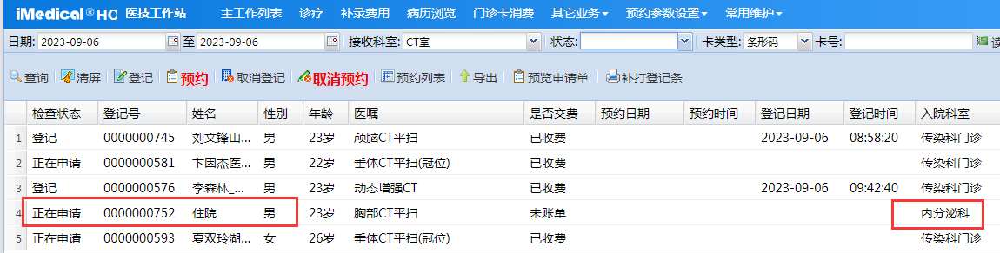 iMedical HO 医技工作站 主工作列表 诊疗 补录费用 病历浏览 门诊卡消费 其它业务 预约参数设置 常用维护
日期: 2023-09-06 至 2023-09-06 接收科室: CT室 状态: 卡类型: 条形码 卡号: 读
查询 清屏 登记 预约 取消登记 取消预约 预约列表 导出 预览申请单 补打登记条
检查状态 登记号 姓名 性别 年龄 医嘱 是否交费 预约日期 预约时间 登记日期 登记时间 入院科室
1 登记 0000000745 刘文锋山... 男 23岁 颅脑CT平扫 已收费 2023-09-06 08:58:20 传染科门诊
2 正在申请 0000000581 卞因杰医... 男 22岁 垂体CT平扫(冠位) 已收费 传染科门诊
3 登记 0000000576 李森林_... 男 23岁 动态增强CT 已收费 2023-09-06 09:42:40 传染科门诊
4 正在申请 0000000752 住院 男 23岁 胸部CT平扫 未账单 内分泌科
5 正在申请 0000000593 夏双玲湖... 女 26岁 垂体CT平扫(冠位) 已收费 传染科门诊